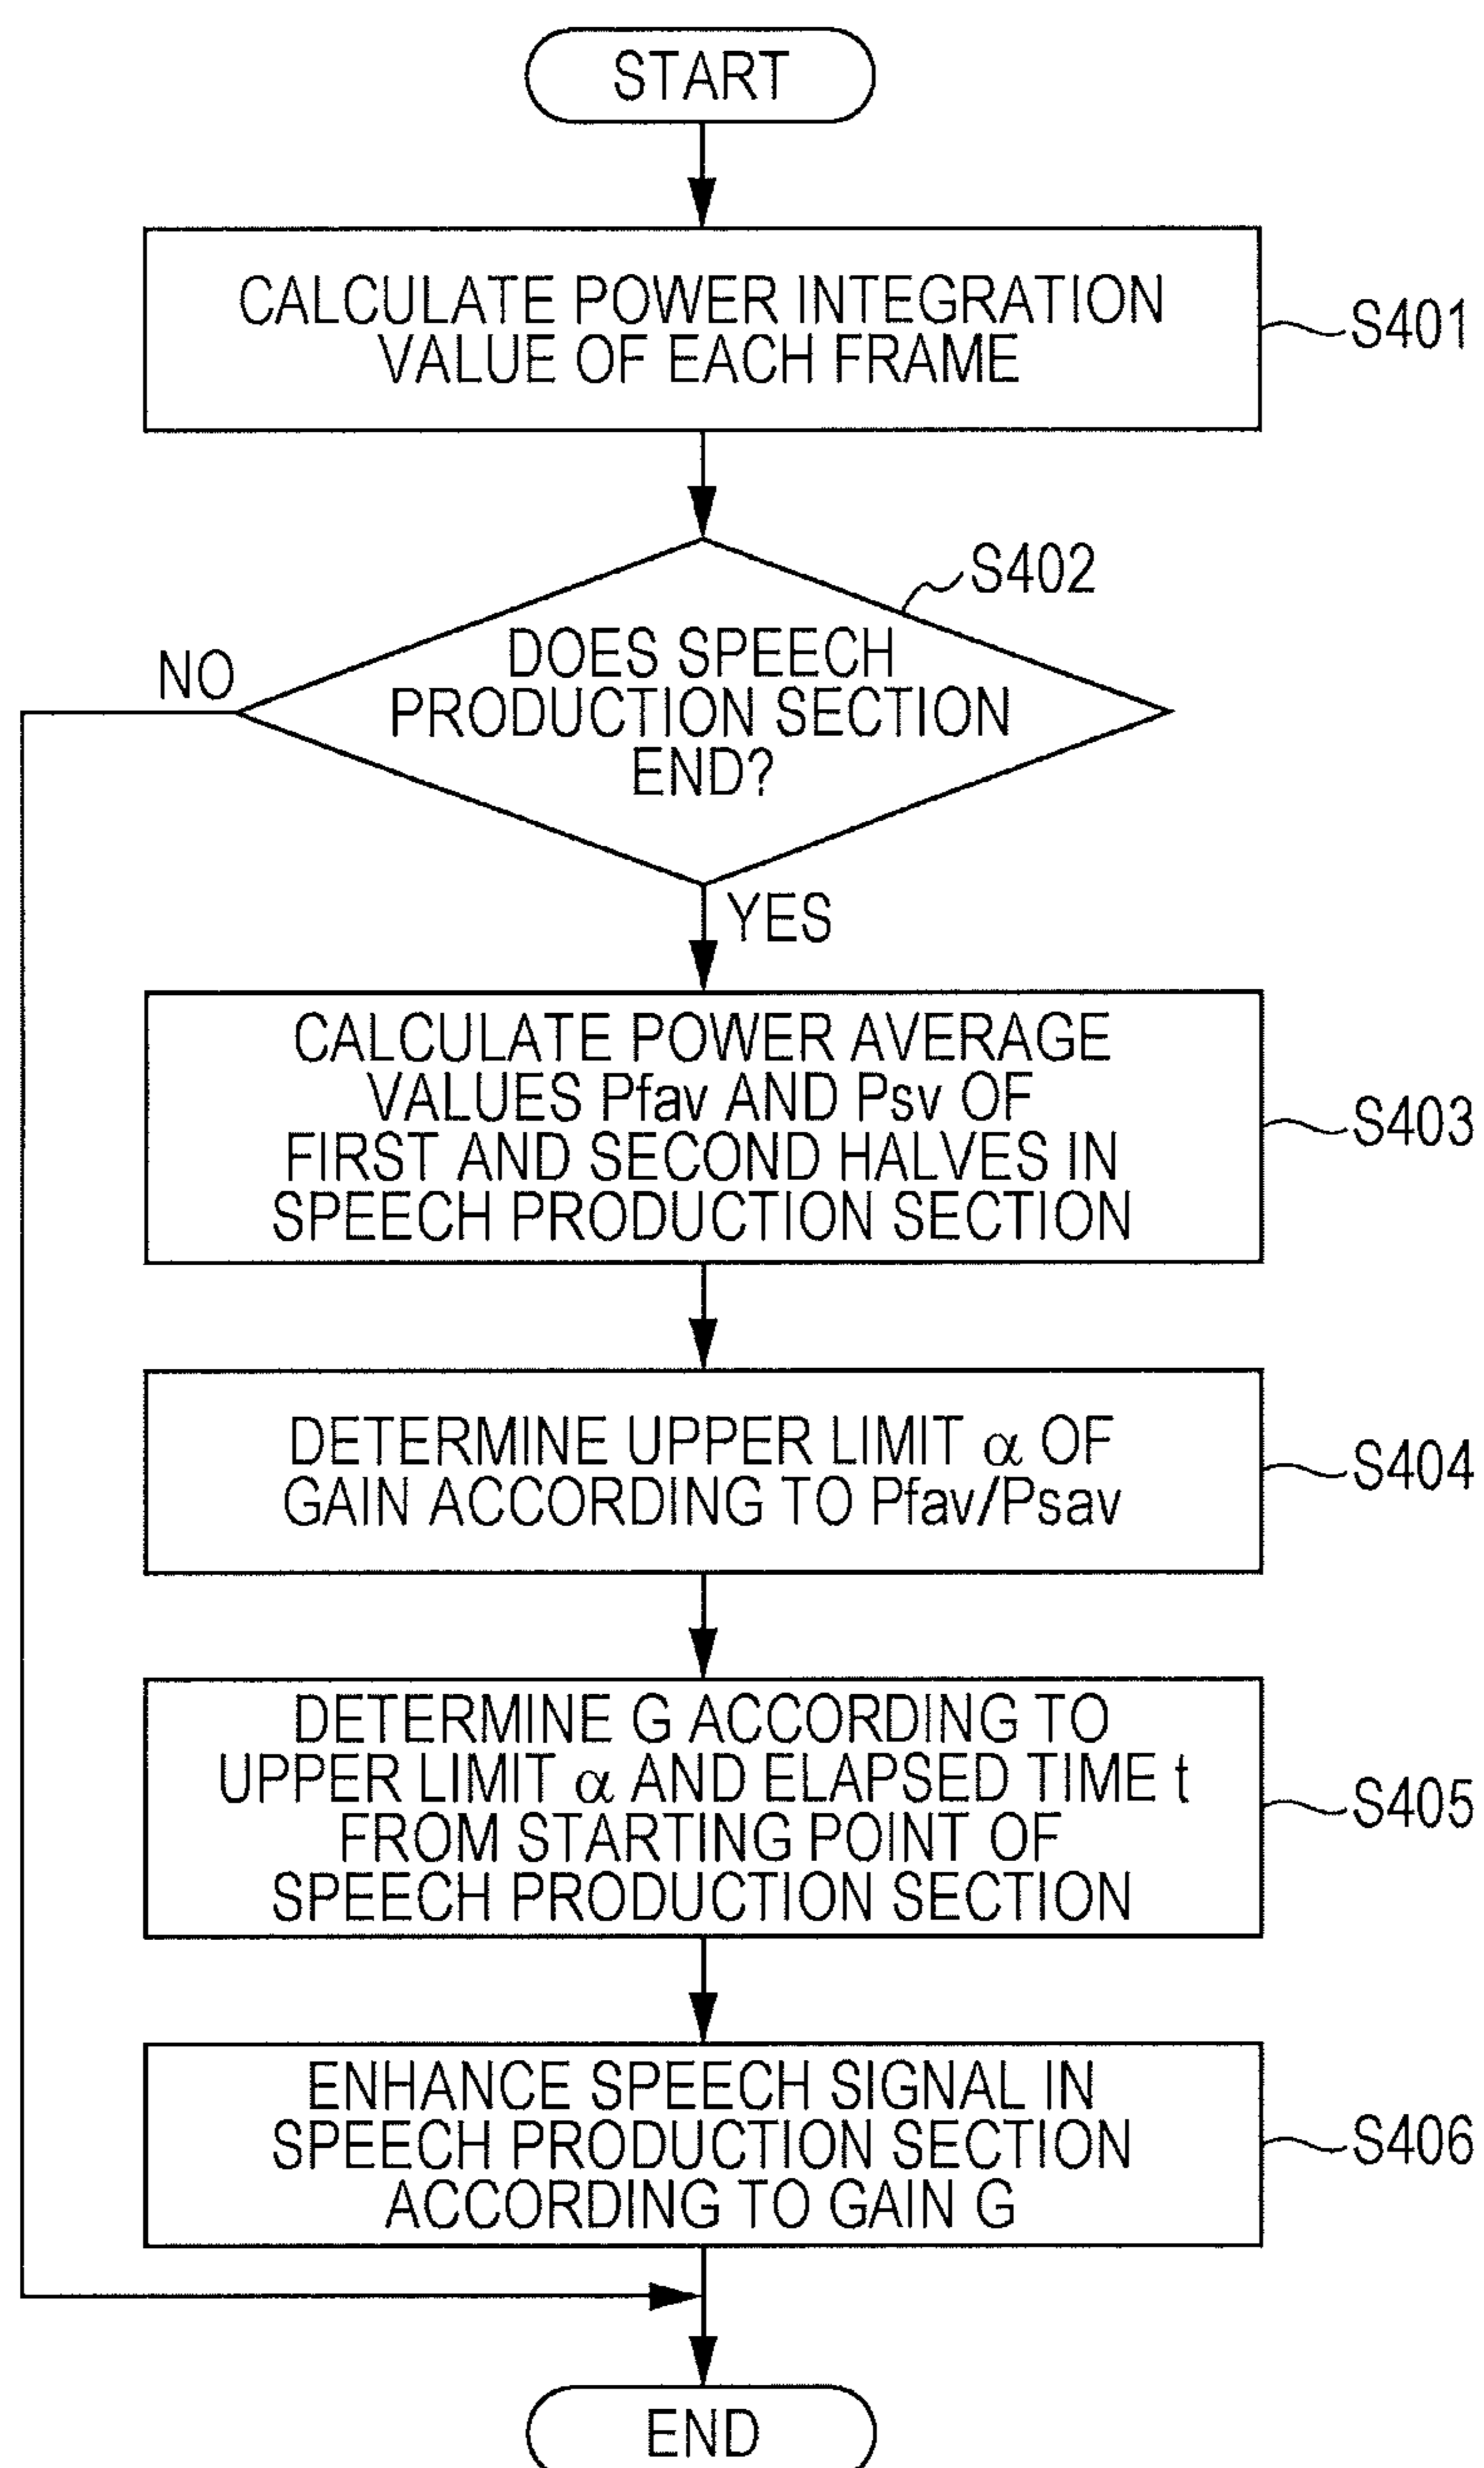 START
CALCULATE POWER INTEGRATION
VALUE OF EACH FRAME
S401
S402
DOES SPEECH
PRODUCTION SECTION
END?
NO
YES
CALCULATE POWER AVERAGE
VALUES Pfav AND Psv OF
FIRST AND SECOND HALVES IN
SPEECH PRODUCTION SECTION
S403
DETERMINE UPPER LIMIT α OF
GAIN ACCORDING TO Pfav/Psav
S404
DETERMINE G ACCORDING TO
UPPER LIMIT α AND ELAPSED TIME t
FROM STARTING POINT OF
SPEECH PRODUCTION SECTION
S405
ENHANCE SPEECH SIGNAL IN
SPEECH PRODUCTION SECTION
ACCORDING TO GAIN G
S406
END